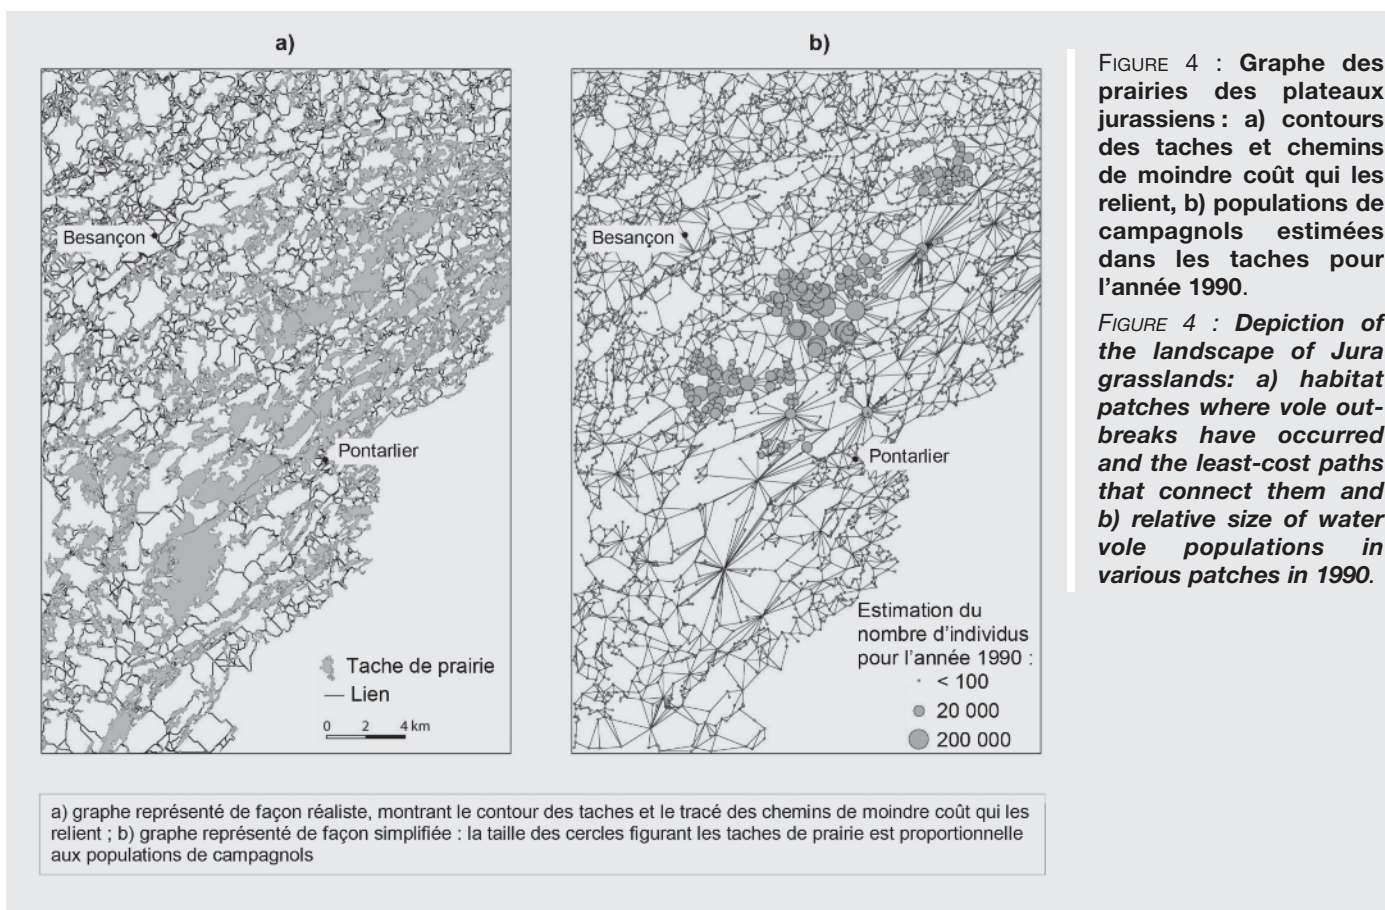 a)
Besançon
Pontarlier
Tache de prairie
Lien
0 2 4 km
b)
Besançon
Pontarlier
Estimation du
nombre d'individus
pour l'année 1990 :
< 100
20 000
200 000
FIGURE 4 : Graphe des
prairies des plateaux
jurassiens : a) contours
des taches et chemins
de moindre coût qui les
relient, b) populations de
campagnols estimées
dans les taches pour
l'année 1990.
FIGURE 4 : Depiction of
the landscape of Jura
grasslands: a) habitat
patches where vole out-
breaks have occurred
and the least-cost paths
that connect them and
b) relative size of water
vole populations in
various patches in 1990.
a) graphe représenté de façon réaliste, montrant le contour des taches et le tracé des chemins de moindre coût qui les
relient ; b) graphe représenté de façon simplifiée : la taille des cercles figurant les taches de prairie est proportionnelle
aux populations de campagnols